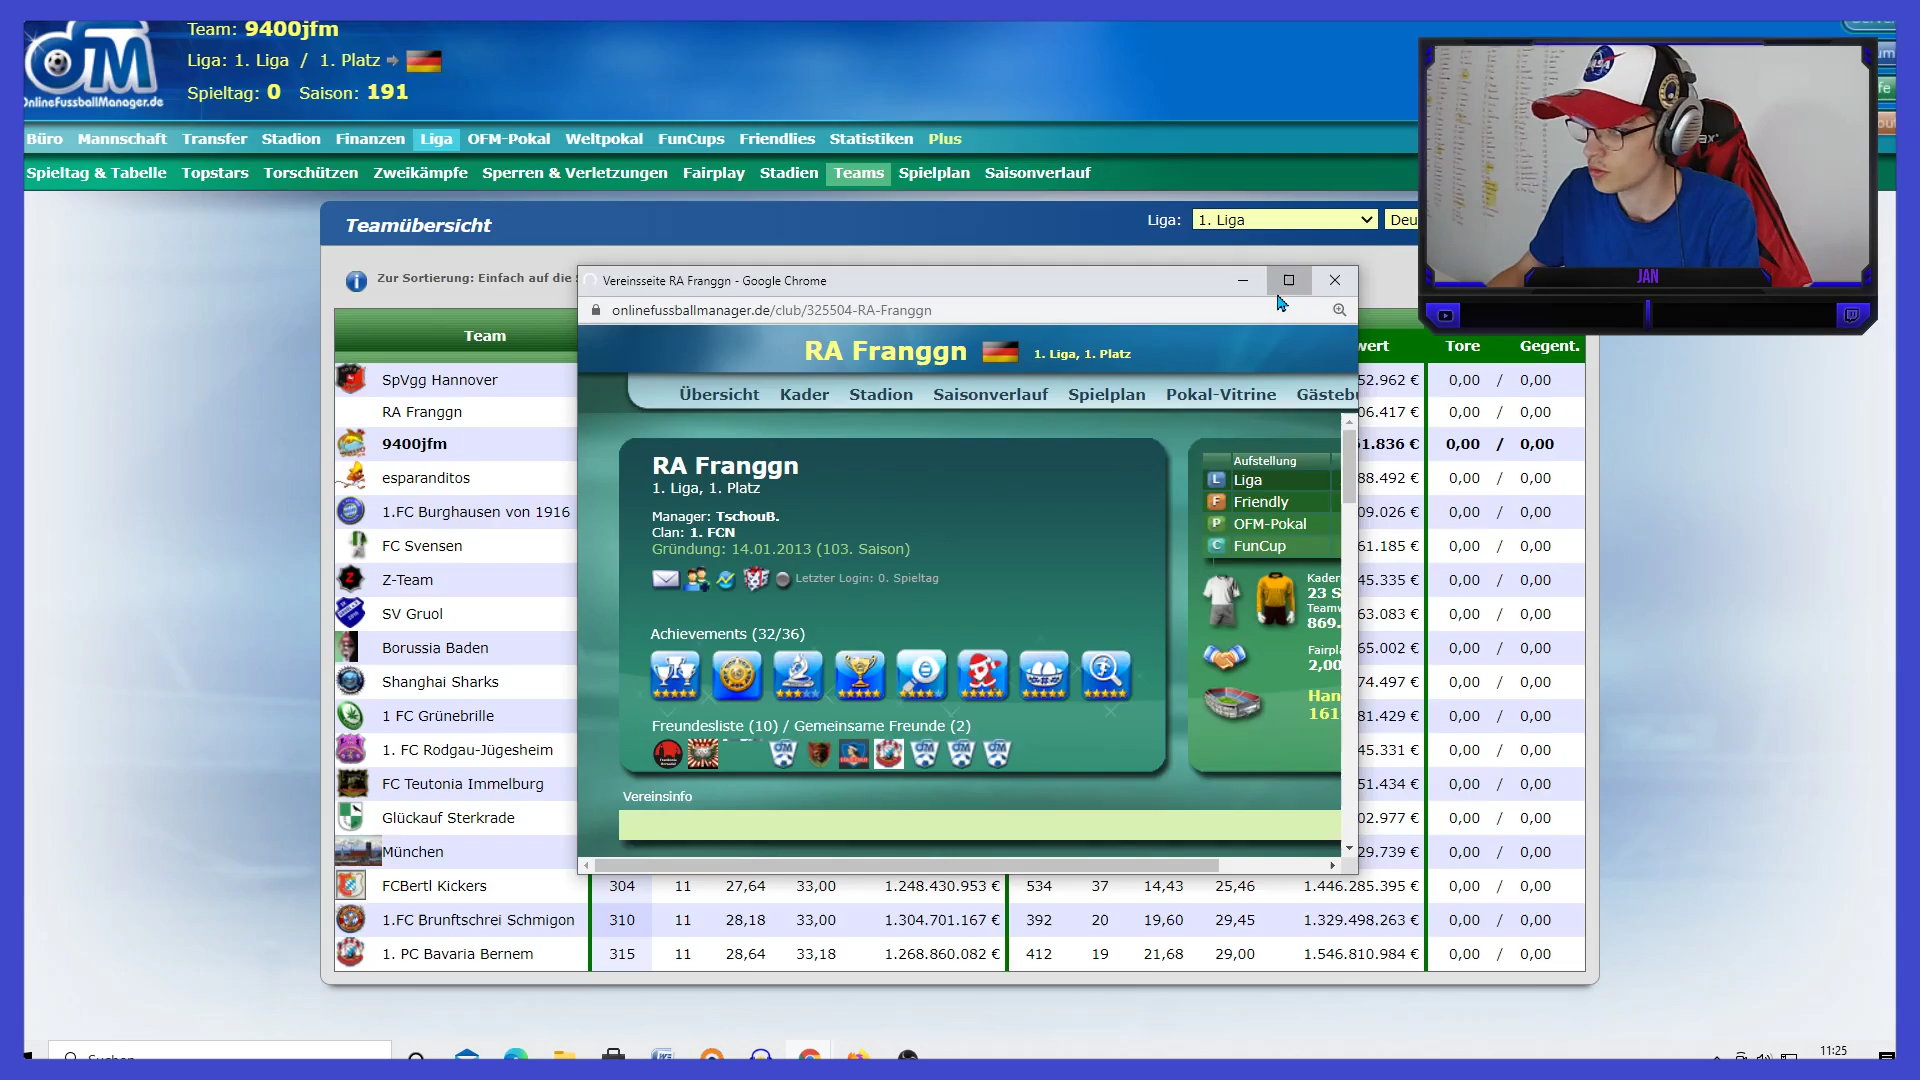 OFM
OnlineFussballManager.de
Team: 9400jfm
Liga: 1. Liga / 1. Platz
Spieltag: 0 Saison: 191
Büro Mannschaft Transfer Stadion Finanzen Liga OFM-Pokal Weltpokal FunCups Friendlies Statistiken Plus
Spieltag & Tabelle Topstars Torschützen Zweikämpfe Sperren & Verletzungen Fairplay Stadien Teams Spielplan Saisonverlauf
Teamübersicht
Liga: 1. Liga Deu
Zur Sortierung: Einfach auf die
JAN
Team
wert Tore Gegent.
SpVgg Hannover
52.962 € 0,00 / 0,00
RA Franggn
06.417 € 0,00 / 0,00
9400jfm
51.836 € 0,00 / 0,00
esparanditos
88.492 € 0,00 / 0,00
1.FC Burghausen von 1916
09.026 € 0,00 / 0,00
FC Svensen
61.185 € 0,00 / 0,00
Z-Team
45.335 € 0,00 / 0,00
SV Gruol
63.083 € 0,00 / 0,00
Borussia Baden
65.002 € 0,00 / 0,00
Shanghai Sharks
74.497 € 0,00 / 0,00
1 FC Grünebrille
81.429 € 0,00 / 0,00
1. FC Rodgau-Jügesheim
45.331 € 0,00 / 0,00
FC Teutonia Immelburg
51.434 € 0,00 / 0,00
Glückauf Sterkrade
02.977 € 0,00 / 0,00
München
29.739 € 0,00 / 0,00
FCBertl Kickers 304 11 27,64 33,00 1.248.430.953 € 534 37 14,43 25,46 1.446.285.395 € 0,00 / 0,00
1.FC Brunftschrei Schmigon 310 11 28,18 33,00 1.304.701.167 € 392 20 19,60 29,45 1.329.498.263 € 0,00 / 0,00
1. PC Bavaria Bernem 315 11 28,64 33,18 1.268.860.082 € 412 19 21,68 29,00 1.546.810.984 € 0,00 / 0,00
Vereinsseite RA Franggn - Google Chrome
onlinefussballmanager.de/club/325504-RA-Franggn
RA Franggn 1. Liga, 1. Platz
Übersicht Kader Stadion Saisonverlauf Spielplan Pokal-Vitrine Gästebu
RA Franggn
1. Liga, 1. Platz
Manager: TschouB.
Clan: 1. FCN
Gründung: 14.01.2013 (103. Saison)
Letzter Login: 0. Spieltag
Achievements (32/36)
Freundesliste (10) / Gemeinsame Freunde (2)
Vereinsinfo
Aufstellung
L Liga
F Friendly
P OFM-Pokal
C FunCup
Kader
23 S
Teamw
869.
Fairpla
2,00
Han
161
11:25